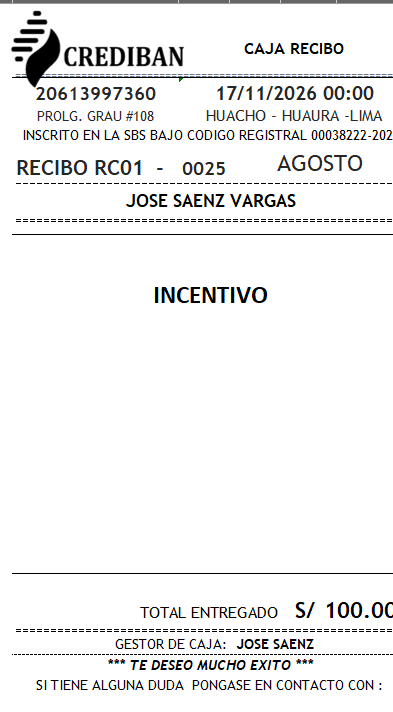 CREDIBAN CAJA RECIBO
20613997360 17/11/2026 00:00
PROLG. GRAU #108 HUACHO - HUAURA -LIMA
INSCRITO EN LA SBS BAJO CODIGO REGISTRAL 00038222-202
RECIBO RC01 - 0025 AGOSTO
JOSE SAENZ VARGAS
INCENTIVO
TOTAL ENTREGADO S/ 100.00
GESTOR DE CAJA: JOSE SAENZ
*** TE DESEO MUCHO EXITO ***
SI TIENE ALGUNA DUDA PONGASE EN CONTACTO CON :